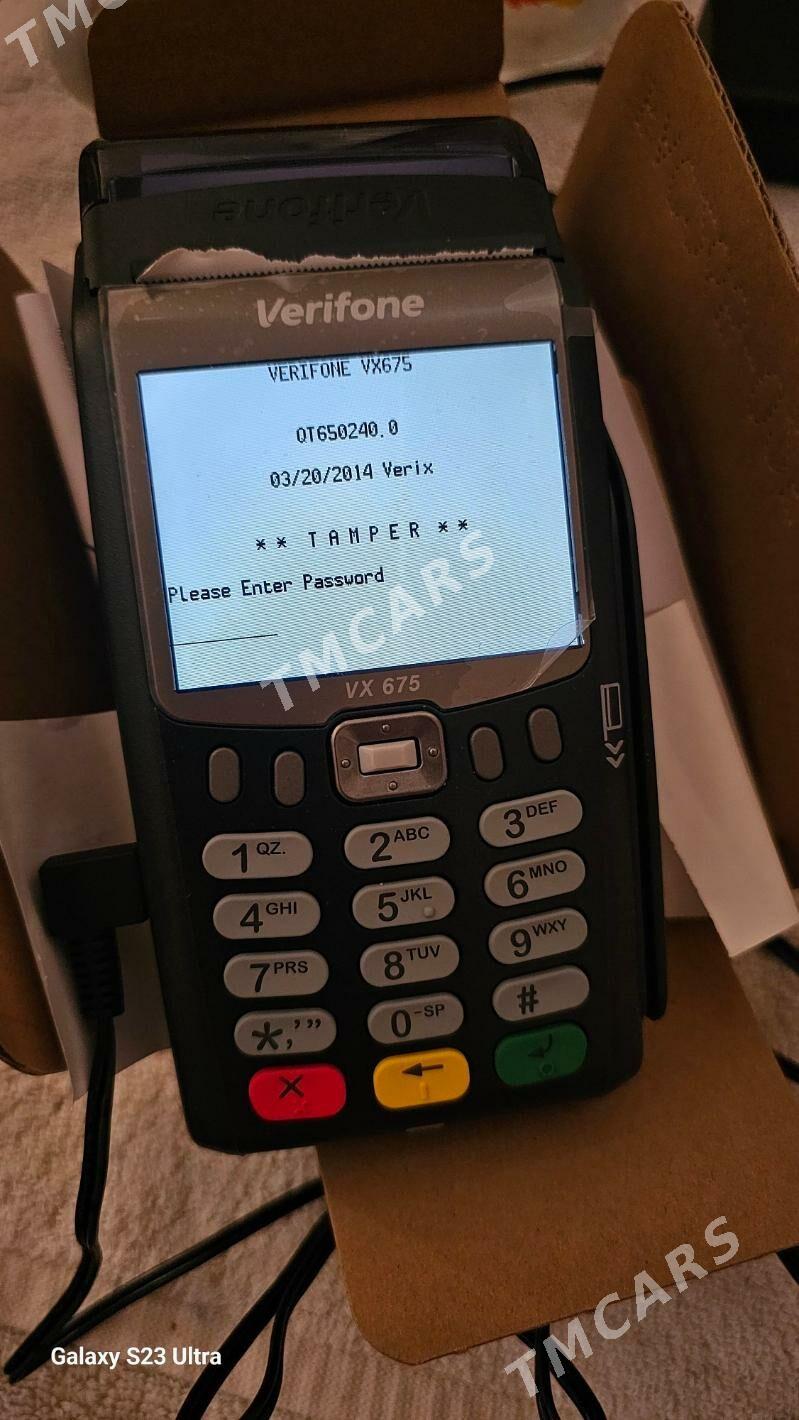 TMC
Verifone
Verifone
VERIFONE VX675
QT650240.0
03/20/2014 Verix
** T A M P E R **
Please Enter Password
TMCARS
VX 675
1 QZ.
2 ABC
3 DEF
4 GHI
5 JKL
6 MNO
7 PRS
8 TUV
9 WXY
*,'"
0 -SP
#
TMCARS
Galaxy S23 Ultra